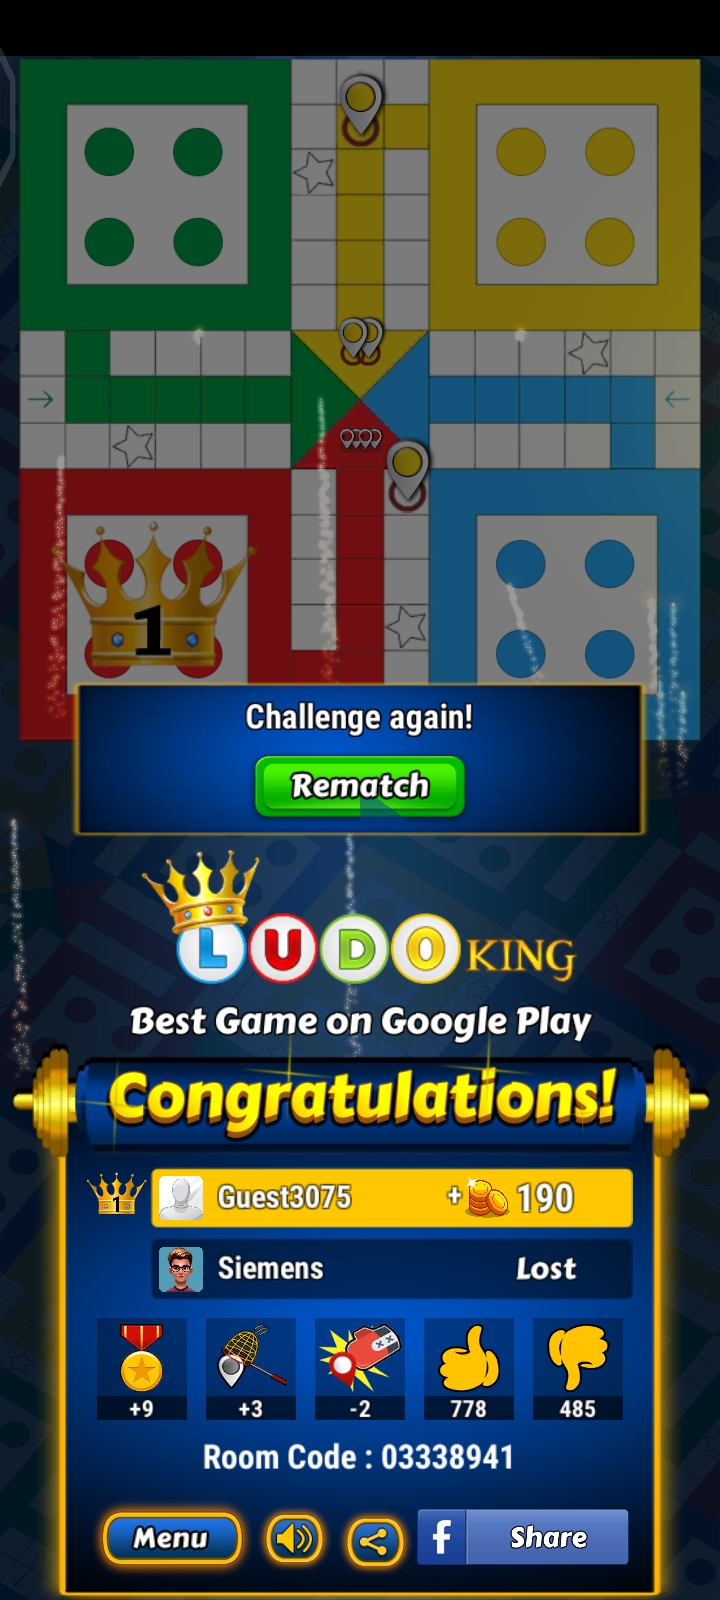 1
Challenge again!
Rematch
LUDO KING
Best Game on Google Play
Congratulations!
1 Guest3075 + 190
Siemens Lost
+9 +3 -2 778 485
Room Code : 03338941
Menu f Share